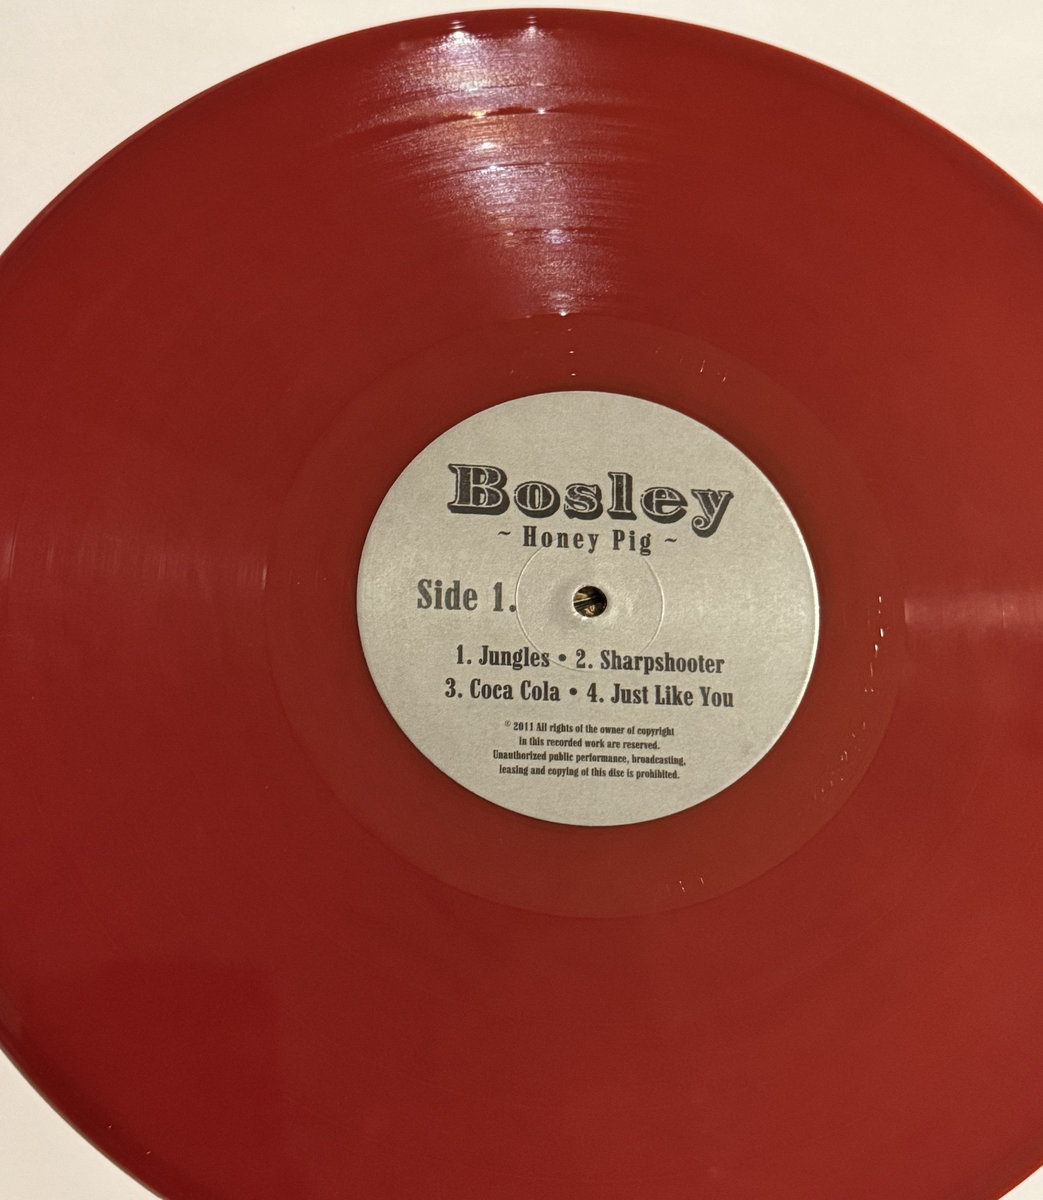 Bosley
~ Honey Pig ~
Side 1.
1. Jungles • 2. Sharpshooter
3. Coca Cola • 4. Just Like You
℗ 2011 All rights of the owner of copyright
in this recorded work are reserved.
Unauthorized public performance, broadcasting,
leasing and copying of this disc is prohibited.